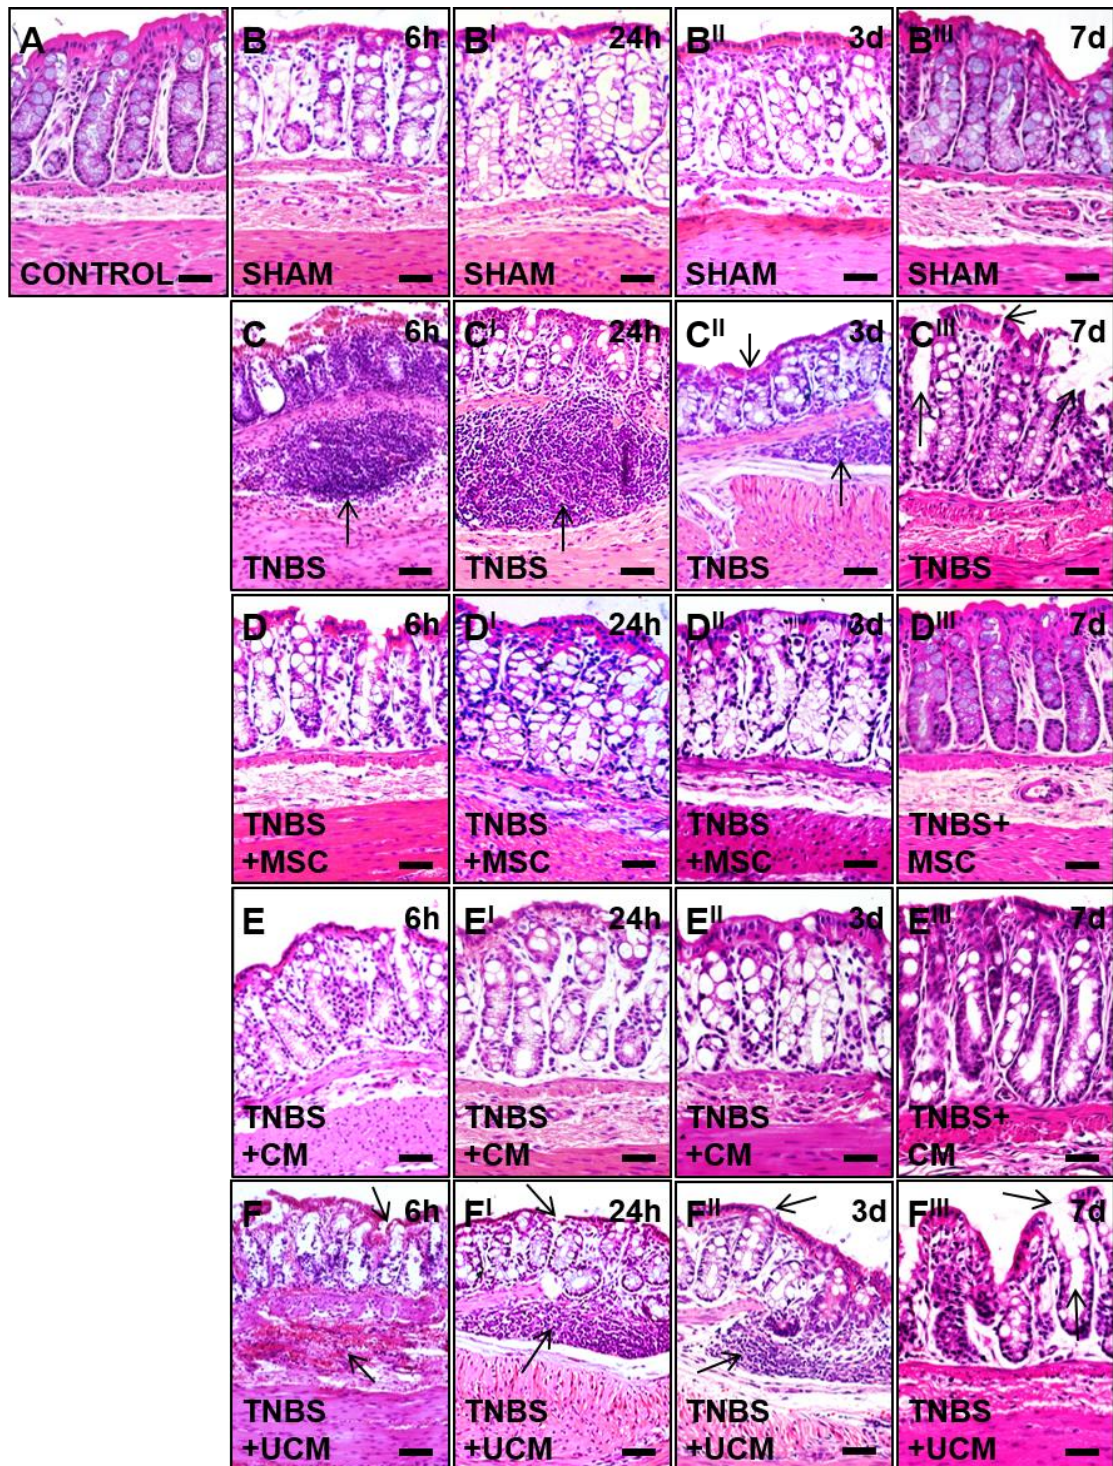 A
CONTROL
B 6h
SHAM
B^I 24h
SHAM
B^II 3d
SHAM
B^III 7d
SHAM
C 6h
TNBS
C^I 24h
TNBS
C^II 3d
TNBS
C^III 7d
TNBS
D 6h
TNBS
+MSC
D^I 24h
TNBS
+MSC
D^II 3d
TNBS
+MSC
D^III 7d
TNBS+
MSC
E 6h
TNBS
+CM
E^I 24h
TNBS
+CM
E^II 3d
TNBS
+CM
E^III 7d
TNBS+
CM
F 6h
TNBS
+UCM
F^I 24h
TNBS
+UCM
F^II 3d
TNBS
+UCM
F^III 7d
TNBS
+UCM